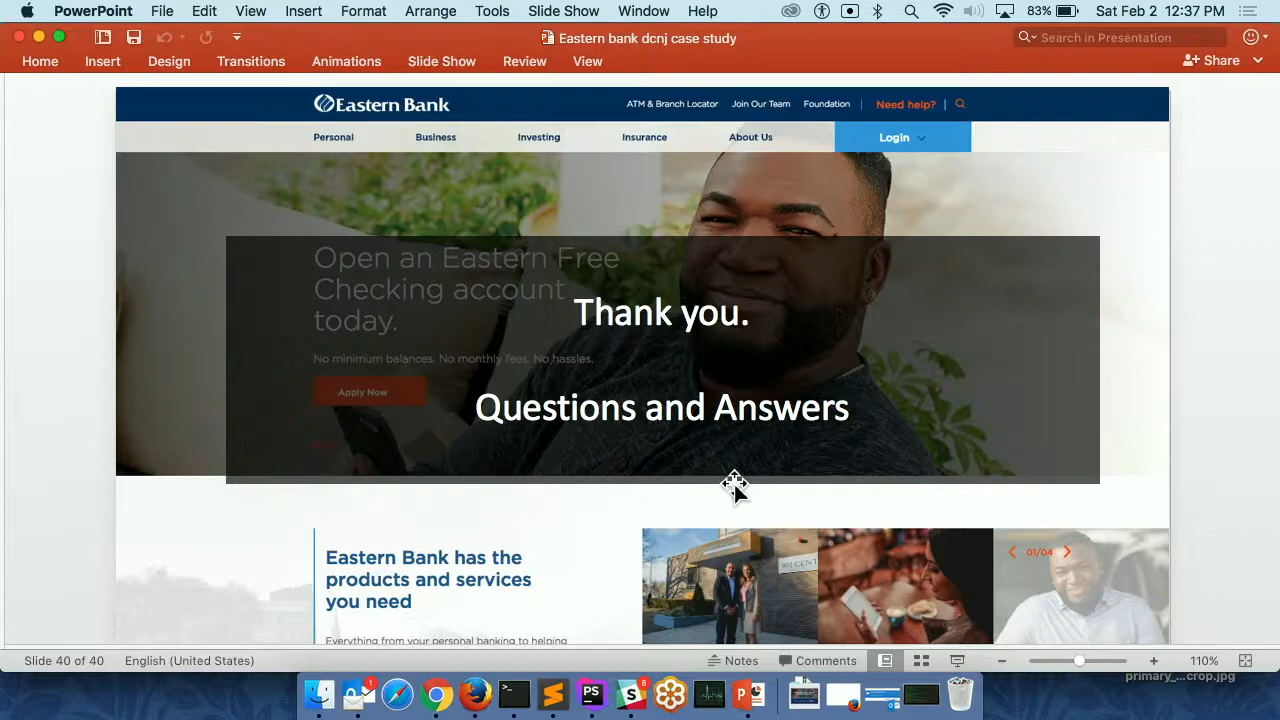 PowerPoint File Edit View Insert Format Arrange Tools Slide Show Window Help 83% Sat Feb 2 12:37 PM
Eastern bank dcnj case study
Search in Presentation
Home Insert Design Transitions Animations Slide Show Review View
Share
Eastern Bank
ATM & Branch Locator Join Our Team Foundation | Need help? |
Personal Business Investing Insurance About Us Login
Open an Eastern Free
Checking account
today.
No minimum balances. No monthly fees. No hassles.
Apply Now
Thank you.
Questions and Answers
Eastern Bank has the
products and services
you need
Everything from your personal banking to helping
01/04
Slide 40 of 40 English (United States) Notes Comments 110%
primary_...crop.jpg
1
>_
PS
S
8
P